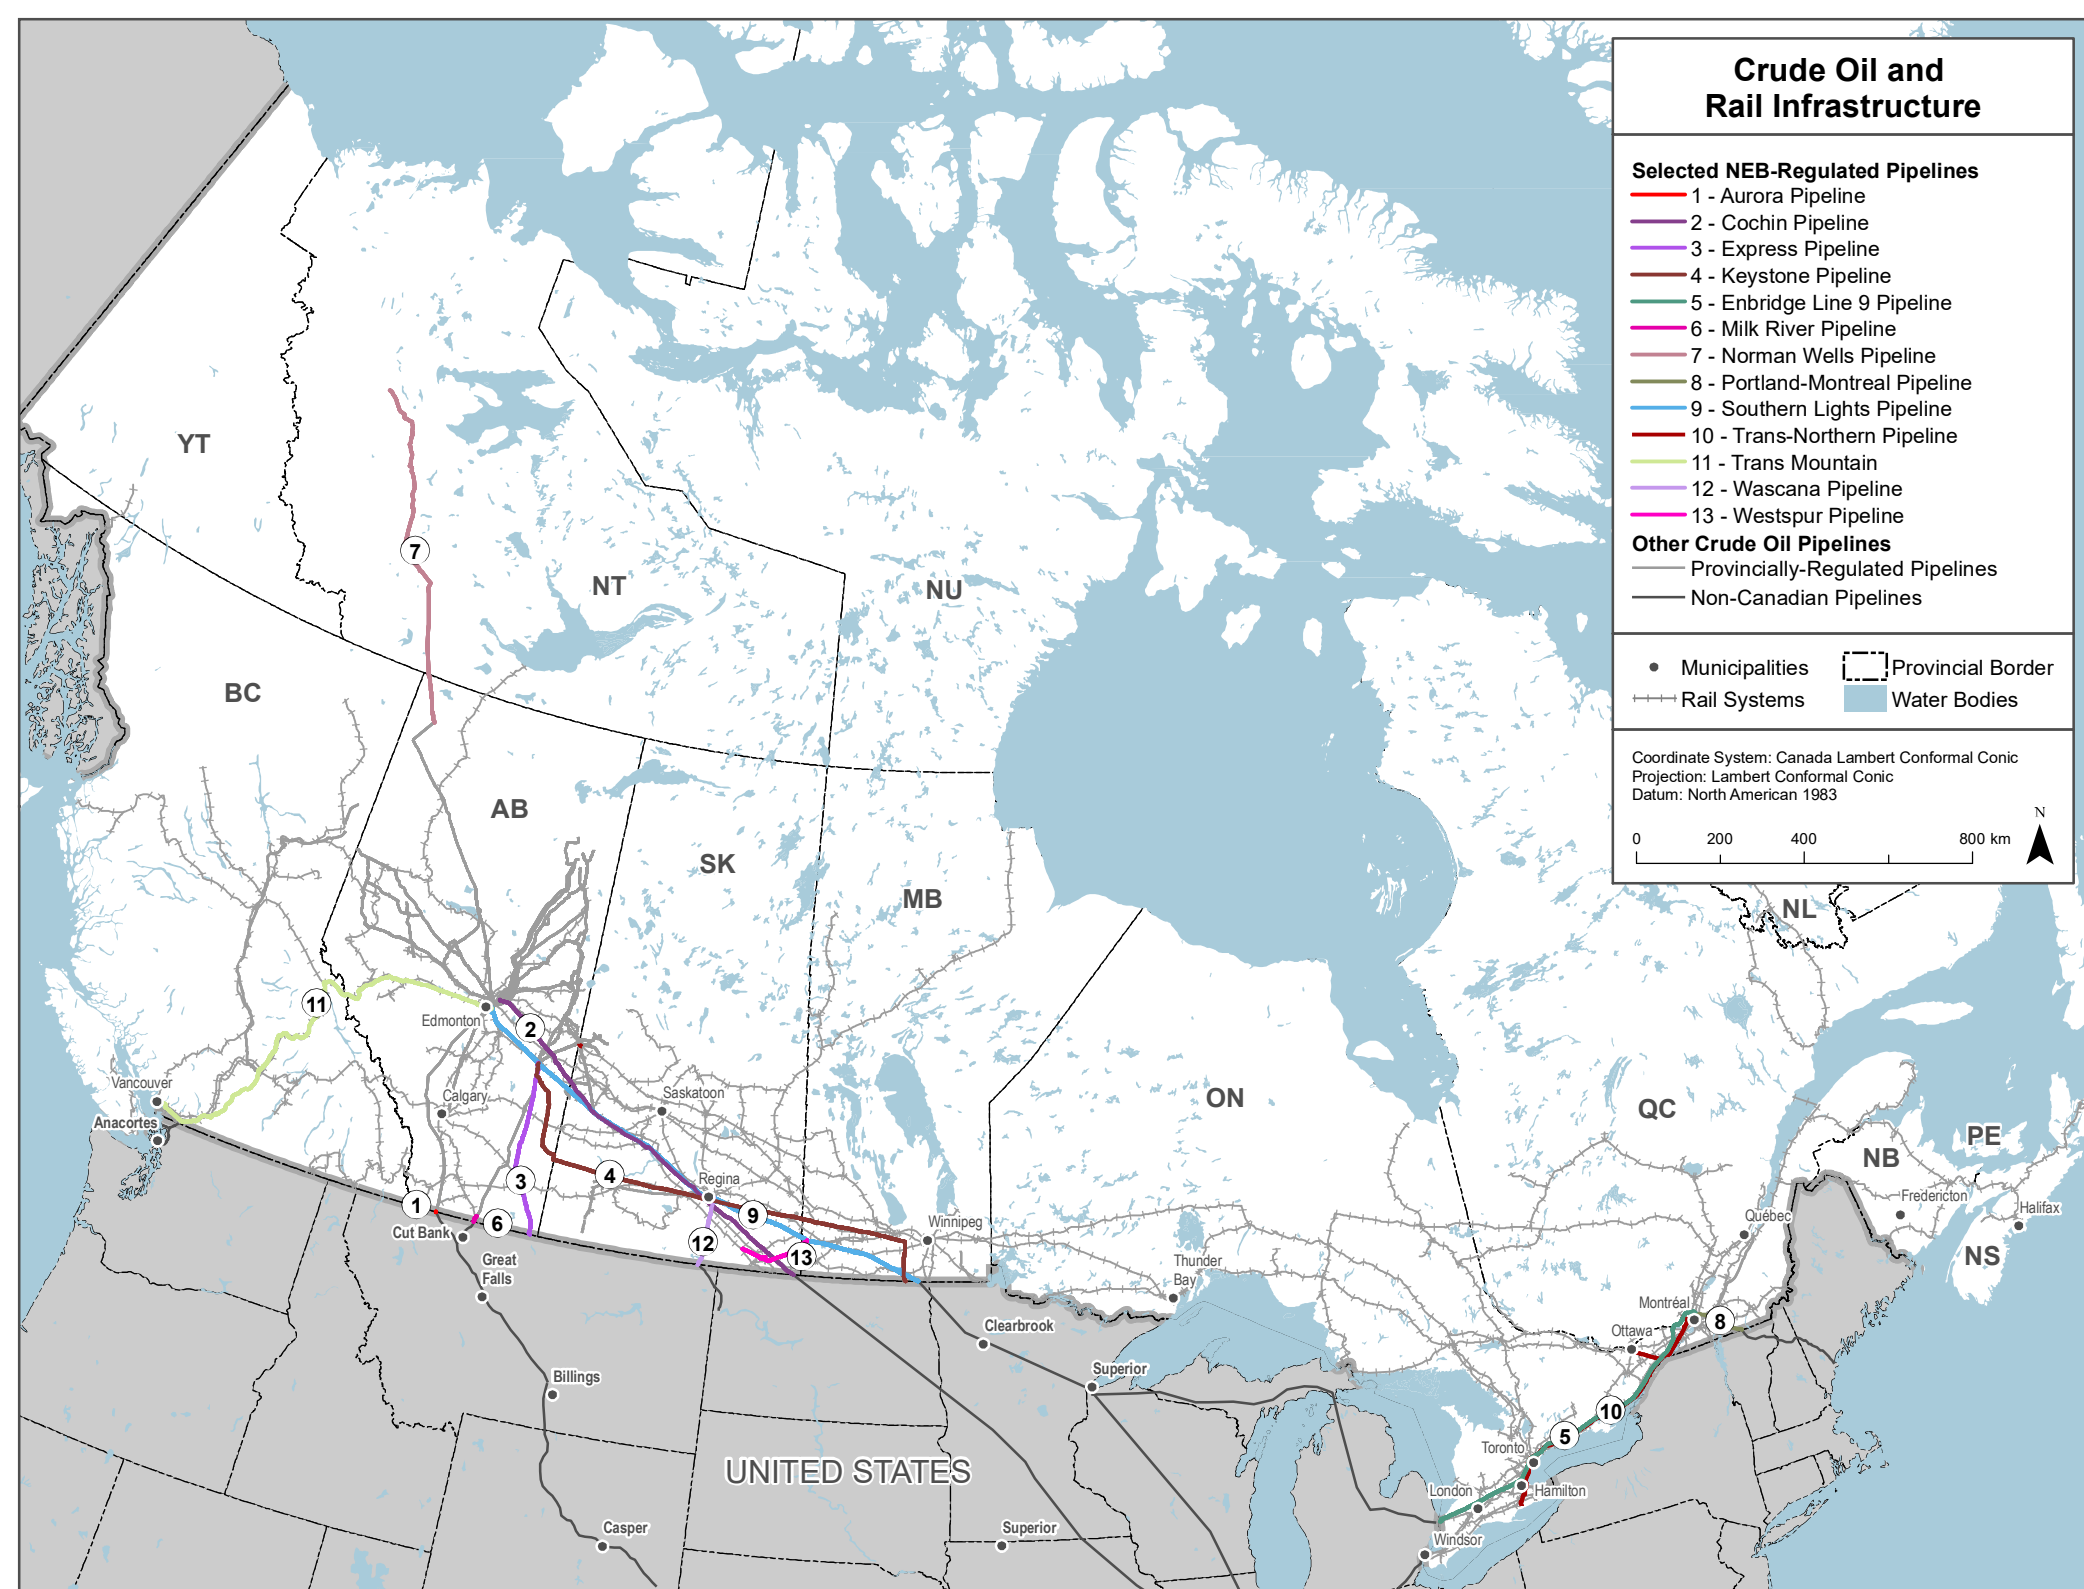 Crude Oil and
Rail Infrastructure
Selected NEB-Regulated Pipelines
1 - Aurora Pipeline
2 - Cochin Pipeline
3 - Express Pipeline
4 - Keystone Pipeline
5 - Enbridge Line 9 Pipeline
6 - Milk River Pipeline
7 - Norman Wells Pipeline
8 - Portland-Montreal Pipeline
9 - Southern Lights Pipeline
10 - Trans-Northern Pipeline
11 - Trans Mountain
12 - Wascana Pipeline
13 - Westspur Pipeline
Other Crude Oil Pipelines
Provincially-Regulated Pipelines
Non-Canadian Pipelines
Municipalities
Provincial Border
Rail Systems
Water Bodies
Coordinate System: Canada Lambert Conformal Conic
Projection: Lambert Conformal Conic
Datum: North American 1983
N
0 200 400 800 km
YT
7
NT
NU
BC
AB
SK
MB
NL
11
Edmonton
2
Vancouver
Anacortes
Calgary
Saskatoon
ON
QC
PE
NB
3
4
Regina
Fredericton
Halifax
1
6
9
Cut Bank
12
13
Winnipeg
Québec
NS
Great
Falls
Thunder
Bay
Montréal
8
Ottawa
Clearbrook
Billings
Superior
10
5
Toronto
UNITED STATES
London
Hamilton
Casper
Superior
Windsor